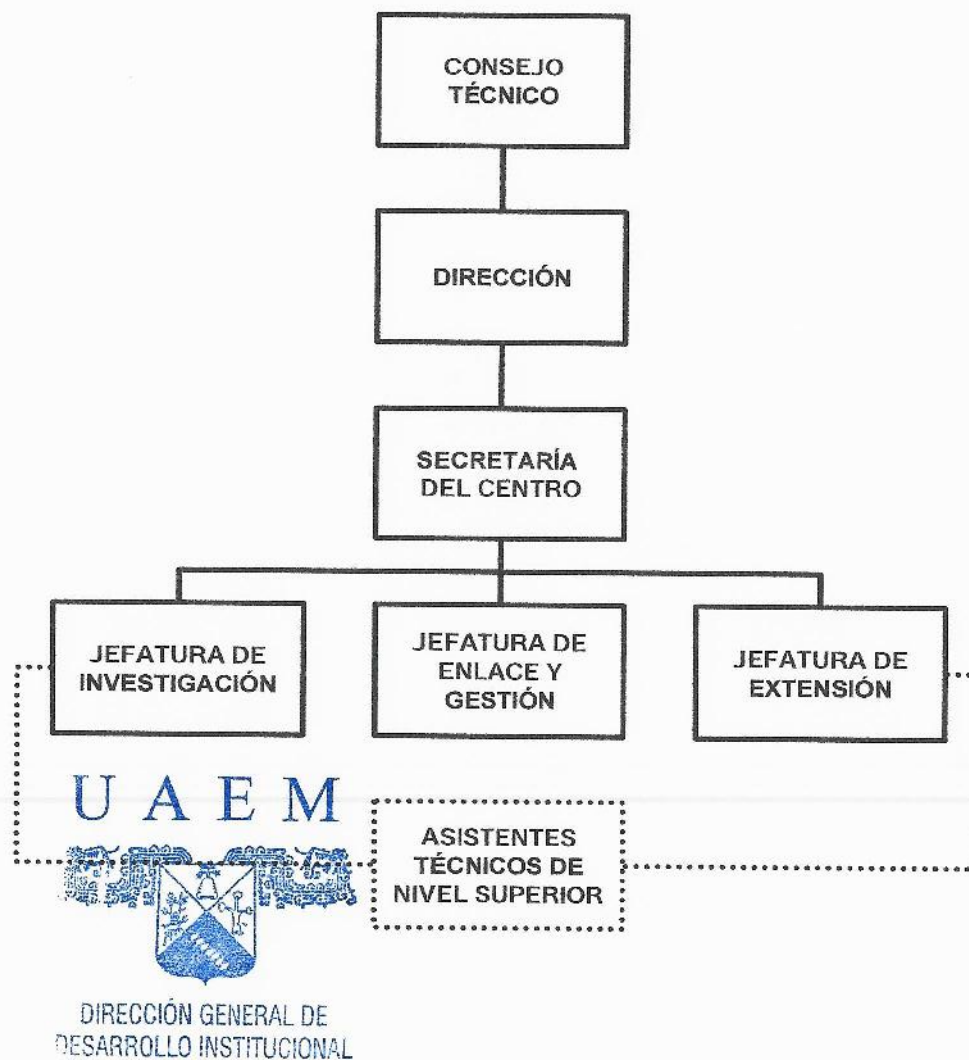 CONSEJO
TÉCNICO
DIRECCIÓN
SECRETARÍA
DEL CENTRO
JEFATURA DE
INVESTIGACIÓN
JEFATURA DE
ENLACE Y
GESTIÓN
JEFATURA DE
EXTENSIÓN
UAEM
ASISTENTES
TÉCNICOS DE
NIVEL SUPERIOR
DIRECCIÓN GENERAL DE
DESARROLLO INSTITUCIONAL